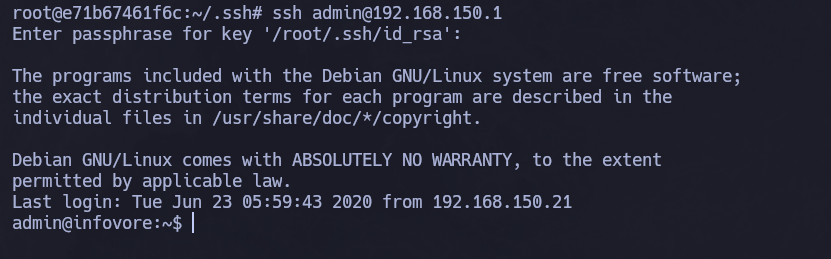 root@e71b67461f6c:~/.ssh# ssh admin@192.168.150.1
Enter passphrase for key '/root/.ssh/id_rsa':
The programs included with the Debian GNU/Linux system are free software;
the exact distribution terms for each program are described in the
individual files in /usr/share/doc/*/copyright.
Debian GNU/Linux comes with ABSOLUTELY NO WARRANTY, to the extent
permitted by applicable law.
Last login: Tue Jun 23 05:59:43 2020 from 192.168.150.21
admin@infovore:~$